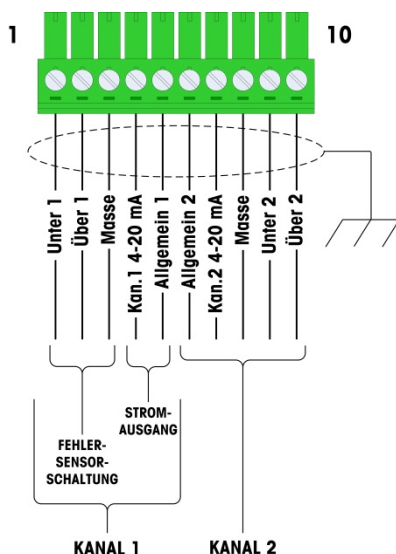 1
10
Unter 1
Über 1
Masse
Kan.1 4-20 mA
Allgemein 1
Allgemein 2
Kan.2 4-20 mA
Masse
Unter 2
Über 2
STROM-
AUSGANG
FEHLER-
SENSOR-
SCHALTUNG
KANAL 1
KANAL 2